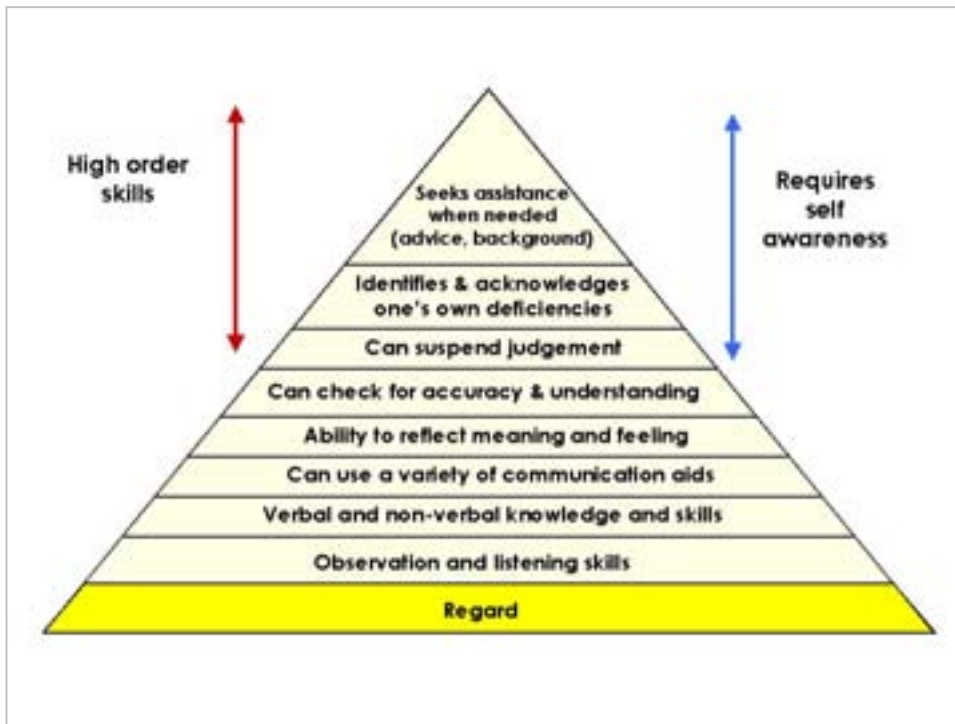 High order
skills
Requires
self
awareness
Seeks assistance
when needed
(advice, background)
Identifies & acknowledges
one's own deficiencies
Can suspend judgement
Can check for accuracy & understanding
Ability to reflect meaning and feeling
Can use a variety of communication aids
Verbal and non-verbal knowledge and skills
Observation and listening skills
Regard